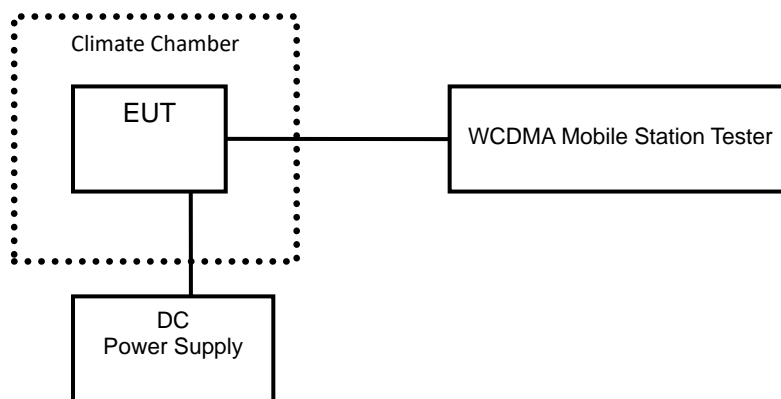 Climate Chamber
EUT
WCDMA Mobile Station Tester
DC
Power Supply